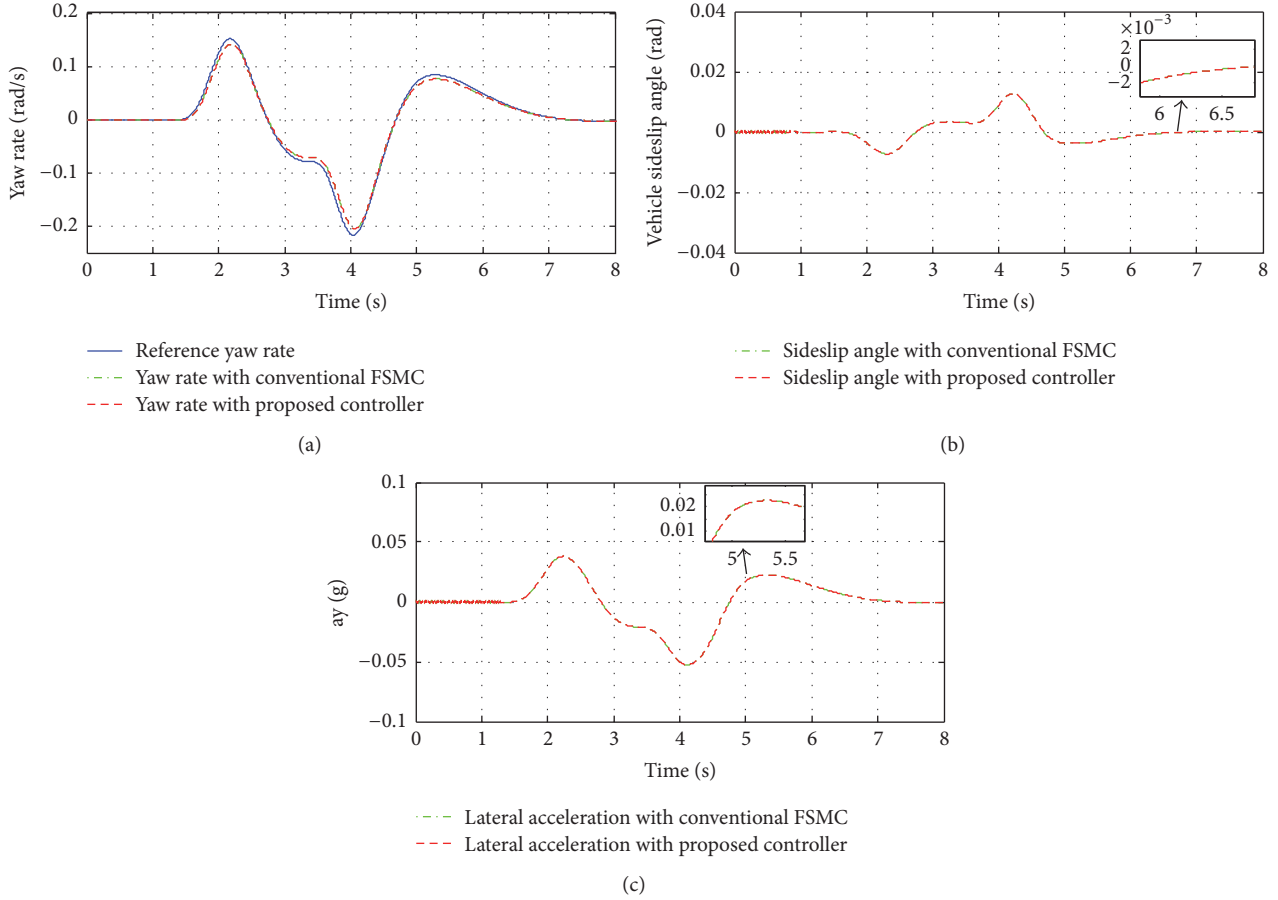 0.2
0.1
0
−0.1
−0.2
Yaw rate (rad/s)
0 1 2 3 4 5 6 7 8
Time (s)
Reference yaw rate
Yaw rate with conventional FSMC
Yaw rate with proposed controller
(a)
0.04
0.02
0
−0.02
−0.04
Vehicle sideslip angle (rad)
×10−3
2
0
−2
6 6.5
0 1 2 3 4 5 6 7 8
Time (s)
Sideslip angle with conventional FSMC
Sideslip angle with proposed controller
(b)
0.1
0.05
0
−0.05
−0.1
ay (g)
0.02
0.01
5 5.5
0 1 2 3 4 5 6 7 8
Time (s)
Lateral acceleration with conventional FSMC
Lateral acceleration with proposed controller
(c)